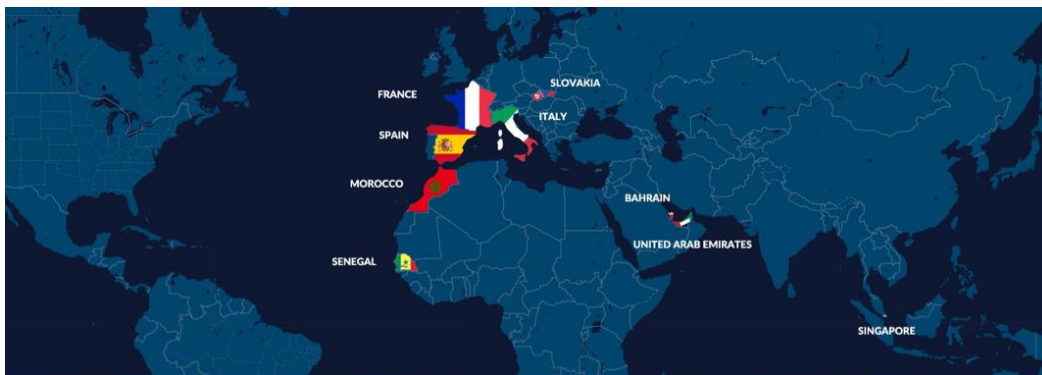 SLOVAKIA
FRANCE
ITALY
SPAIN
MOROCCO
BAHRAIN
UNITED ARAB EMIRATES
SENEGAL
SINGAPORE